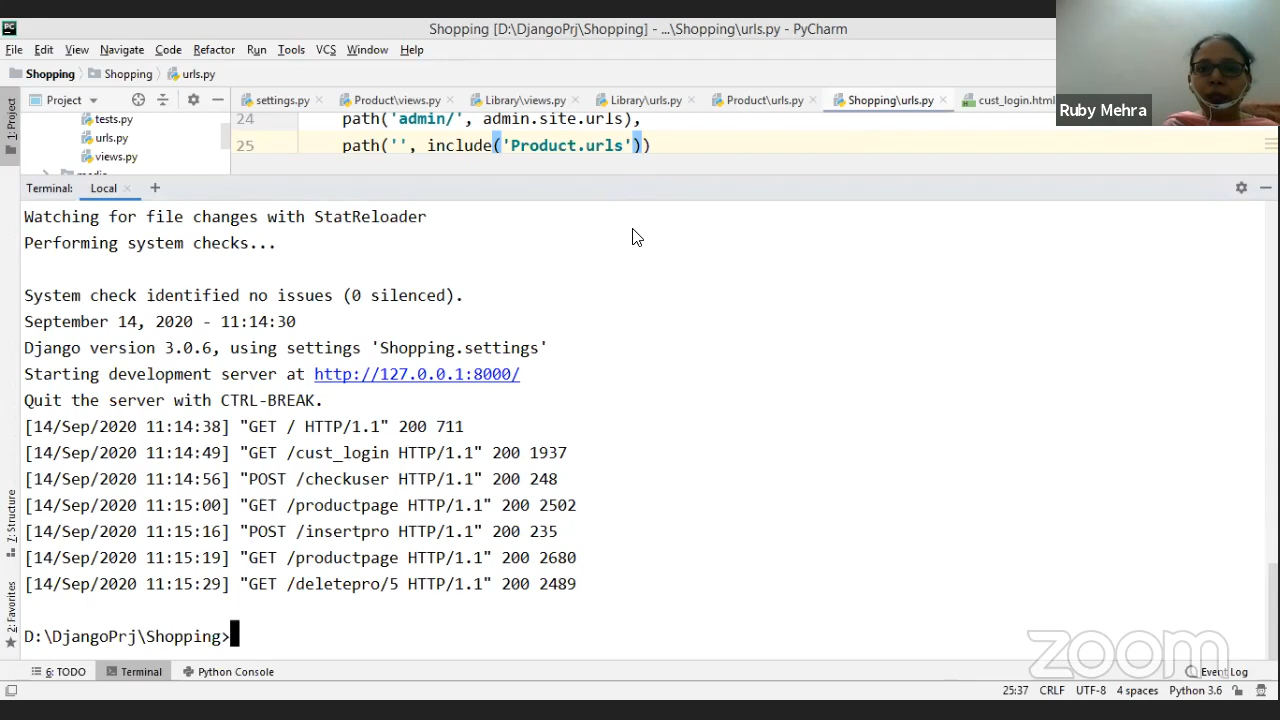 Shopping [D:\DjangoPrj\Shopping] - ...\Shopping\urls.py - PyCharm
File Edit View Navigate Code Refactor Run Tools VCS Window Help
Shopping Shopping urls.py
Ruby Mehra
1: Project
Project
settings.py Product\views.py Library\views.py Library\urls.py Product\urls.py Shopping\urls.py cust_login.html
tests.py
urls.py
views.py
24 path('admin/', admin.site.urls),
25 path('', include('Product.urls'))
Terminal: Local +
Watching for file changes with StatReloader
Performing system checks...
System check identified no issues (0 silenced).
September 14, 2020 - 11:14:30
Django version 3.0.6, using settings 'Shopping.settings'
Starting development server at http://127.0.0.1:8000/
Quit the server with CTRL-BREAK.
[14/Sep/2020 11:14:38] "GET / HTTP/1.1" 200 711
[14/Sep/2020 11:14:49] "GET /cust_login HTTP/1.1" 200 1937
[14/Sep/2020 11:14:56] "POST /checkuser HTTP/1.1" 200 248
[14/Sep/2020 11:15:00] "GET /productpage HTTP/1.1" 200 2502
[14/Sep/2020 11:15:16] "POST /insertpro HTTP/1.1" 200 235
[14/Sep/2020 11:15:19] "GET /productpage HTTP/1.1" 200 2680
[14/Sep/2020 11:15:29] "GET /deletepro/5 HTTP/1.1" 200 2489
D:\DjangoPrj\Shopping>
7: Structure
2: Favorites
zoom
6: TODO Terminal Python Console Event Log
25:37 CRLF UTF-8 4 spaces Python 3.6